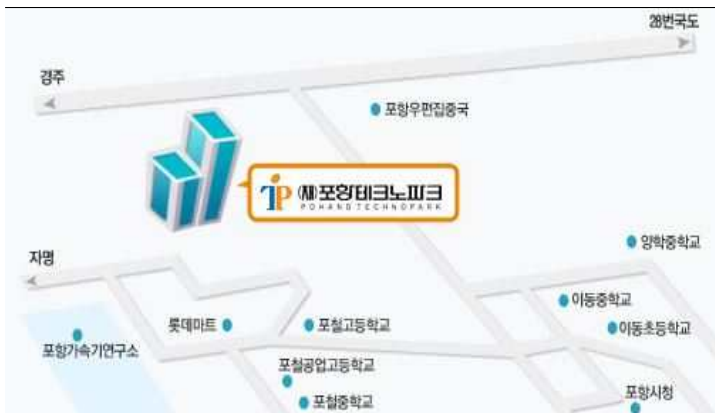 28번국도
경주
포항우편집중국
(재)포항테크노파크
POHANG TECHNOPARK
양학중학교
자명
이동중학교
롯데마트
포철고등학교
이동초등학교
포항가속기연구소
포철공업고등학교
포항시청
포철중학교